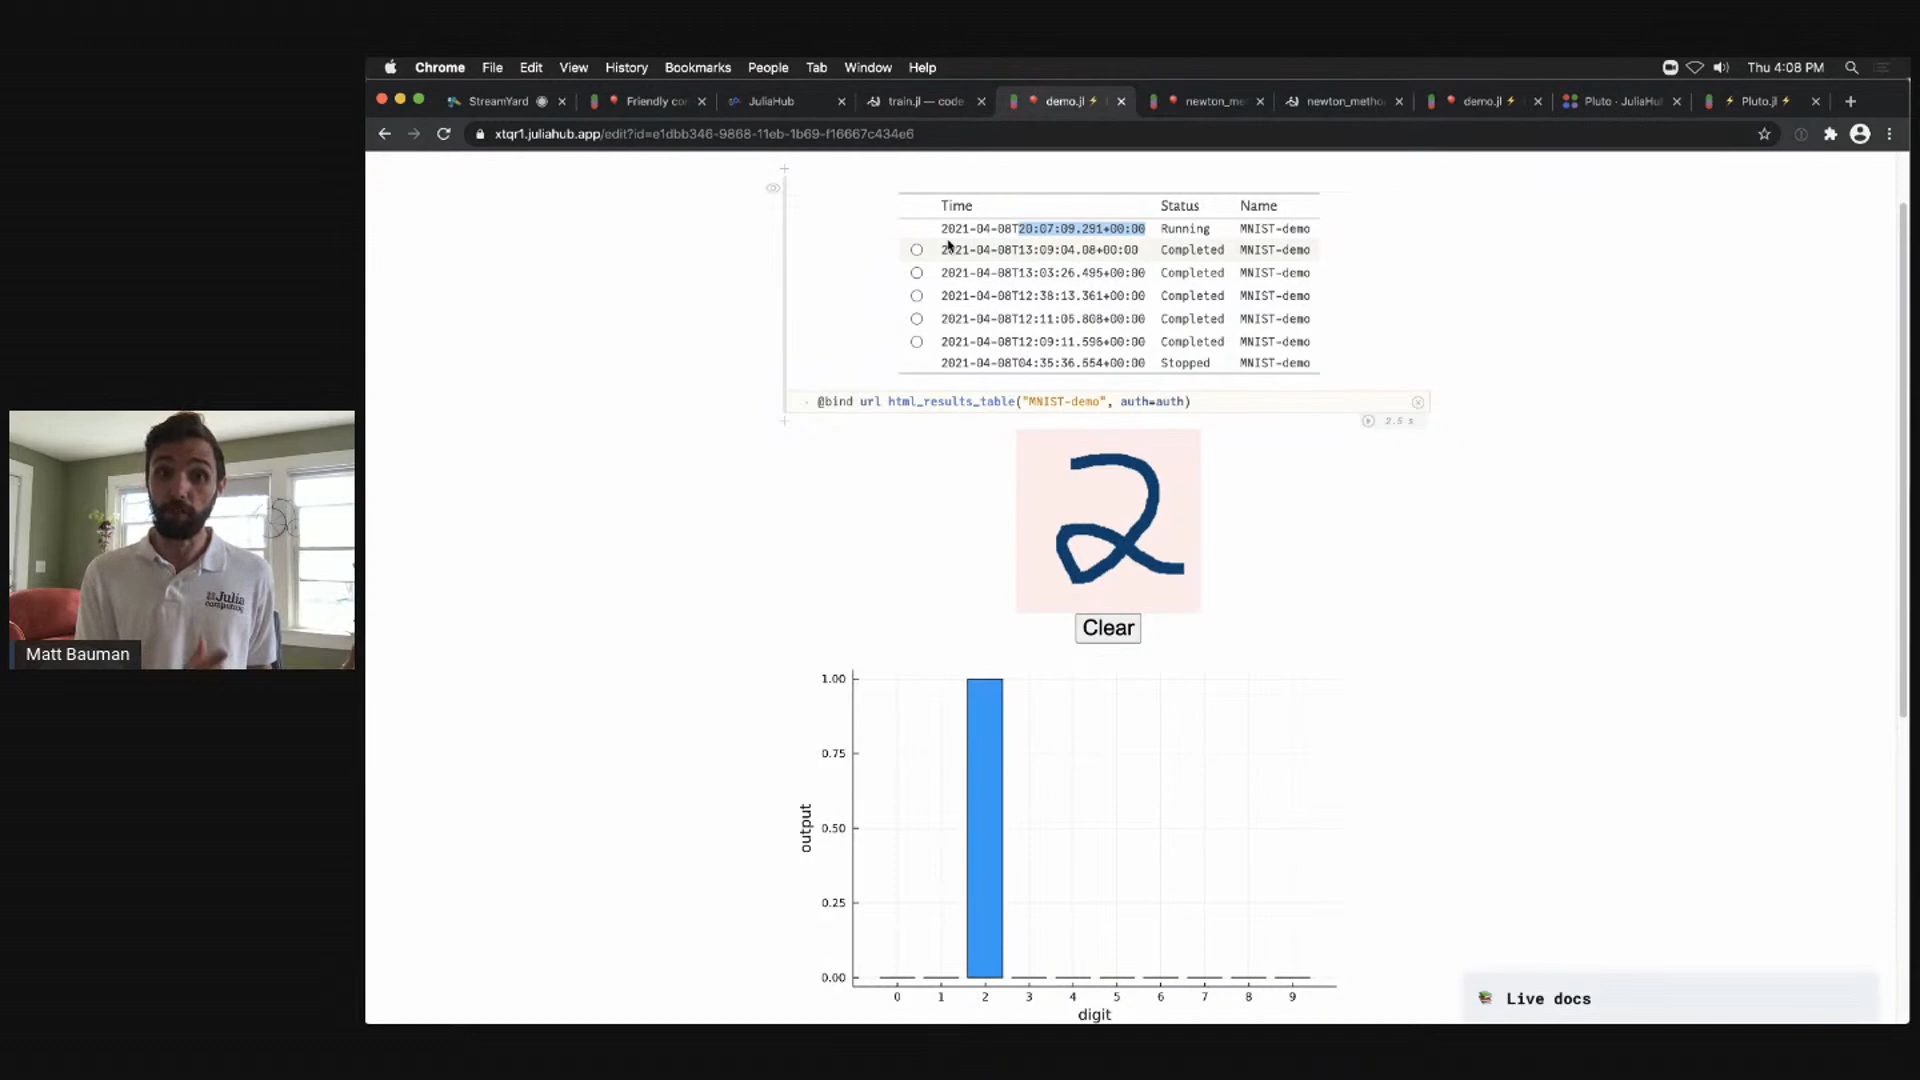 Chrome File Edit View History Bookmarks People Tab Window Help Thu 4:08 PM
StreamYard Friendly co JuliaHub train.jl — code demo.jl newton_me newton_metho demo.jl Pluto · JuliaHu Pluto.jl
xtqr1.juliahub.app/edit?id=e1dbb346-9868-11eb-1b69-f16667c434e6
Time Status Name
2021-04-08T20:07:09.291+00:00 Running MNIST-demo
2021-04-08T13:09:04.08+00:00 Completed MNIST-demo
2021-04-08T13:03:26.495+00:00 Completed MNIST-demo
2021-04-08T12:38:13.361+00:00 Completed MNIST-demo
2021-04-08T12:11:05.808+00:00 Completed MNIST-demo
2021-04-08T12:09:11.596+00:00 Completed MNIST-demo
2021-04-08T04:35:36.554+00:00 Stopped MNIST-demo
@bind url html_results_table("MNIST-demo", auth=auth)
2.5 s
2
Clear
julia
computing
Matt Bauman
1.00
0.75
0.50
0.25
0.00
output
0 1 2 3 4 5 6 7 8 9
digit
Live docs